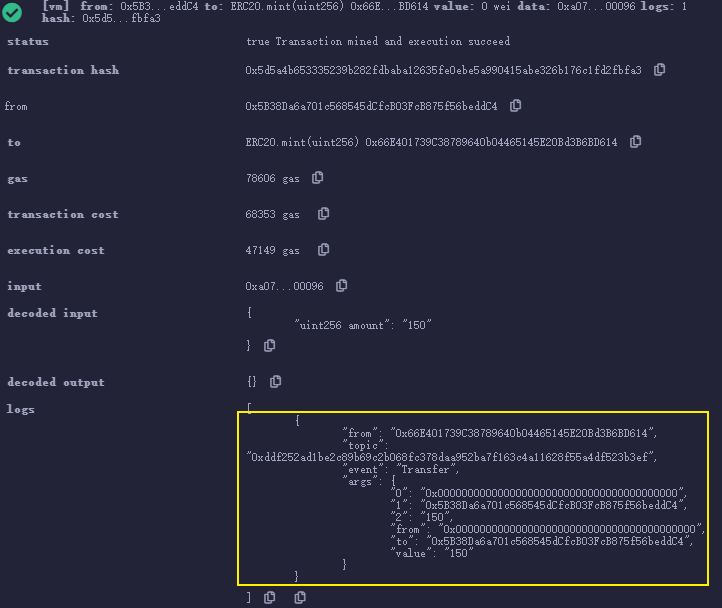 [vm] from: 0x5B3...eddC4 to: ERC20.mint(uint256) 0x66E...BD614 value: 0 wei data: 0xa07...00096 logs: 1
hash: 0x5d5...fbfa3
status true Transaction mined and execution succeed
transaction hash 0x5d5a4b653335239b282fdbaba12635fe0ebe5a990415abe326b176c1fd2fbfa3
from 0x5B38Da6a701c568545dCfcB03FcB875f56beddC4
to ERC20.mint(uint256) 0x66E401739C38789640b04465145E20Bd3B6BD614
gas 78606 gas
transaction cost 68353 gas
execution cost 47149 gas
input 0xa07...00096
decoded input {
"uint256 amount": "150"
}
decoded output {}
logs [
{
"from": "0x66E401739C38789640b04465145E20Bd3B6BD614",
"topic":
"0xddf252ad1be2c89b69c2b068fc378daa952ba7f163c4a11628f55a4df523b3ef",
"event": "Transfer",
"args": {
"0": "0x0000000000000000000000000000000000000000",
"1": "0x5B38Da6a701c568545dCfcB03FcB875f56beddC4",
"2": "150",
"from": "0x0000000000000000000000000000000000000000",
"to": "0x5B38Da6a701c568545dCfcB03FcB875f56beddC4",
"value": "150"
}
}
]